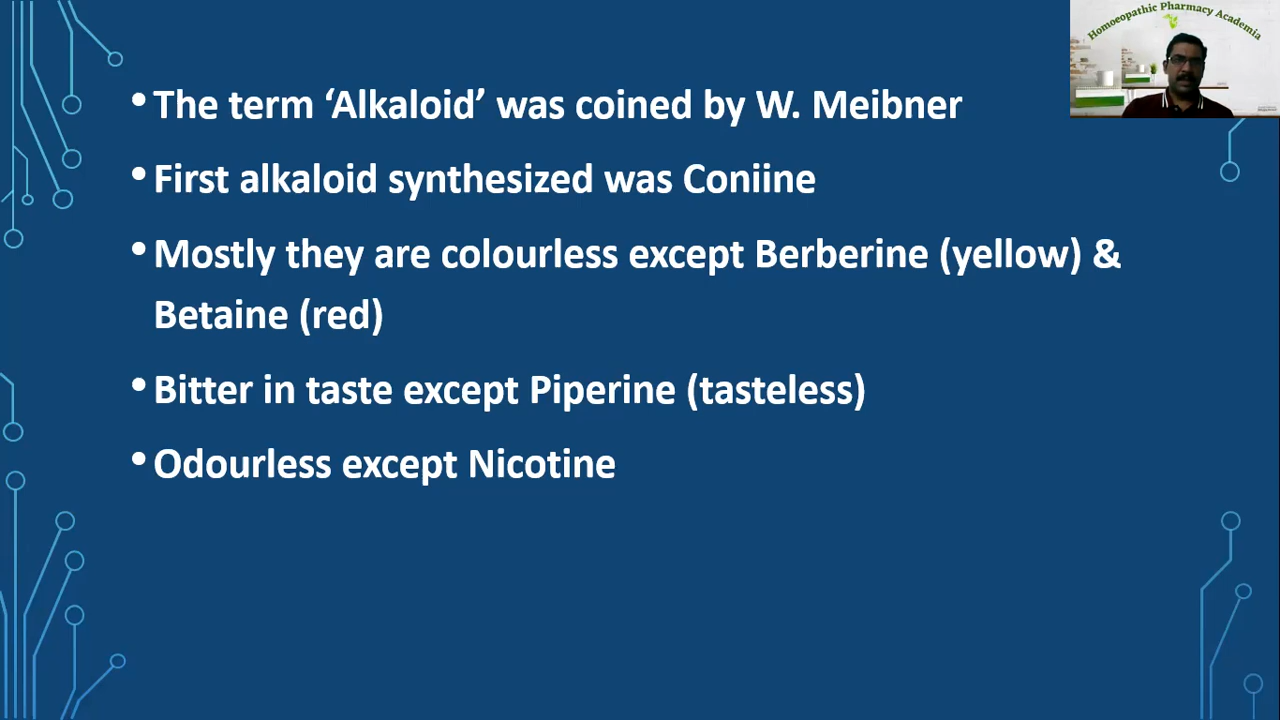 Homoeopathic Pharmacy Academia
• The term ‘Alkaloid’ was coined by W. Meibner
• First alkaloid synthesized was Coniine
• Mostly they are colourless except Berberine (yellow) &
Betaine (red)
• Bitter in taste except Piperine (tasteless)
• Odourless except Nicotine